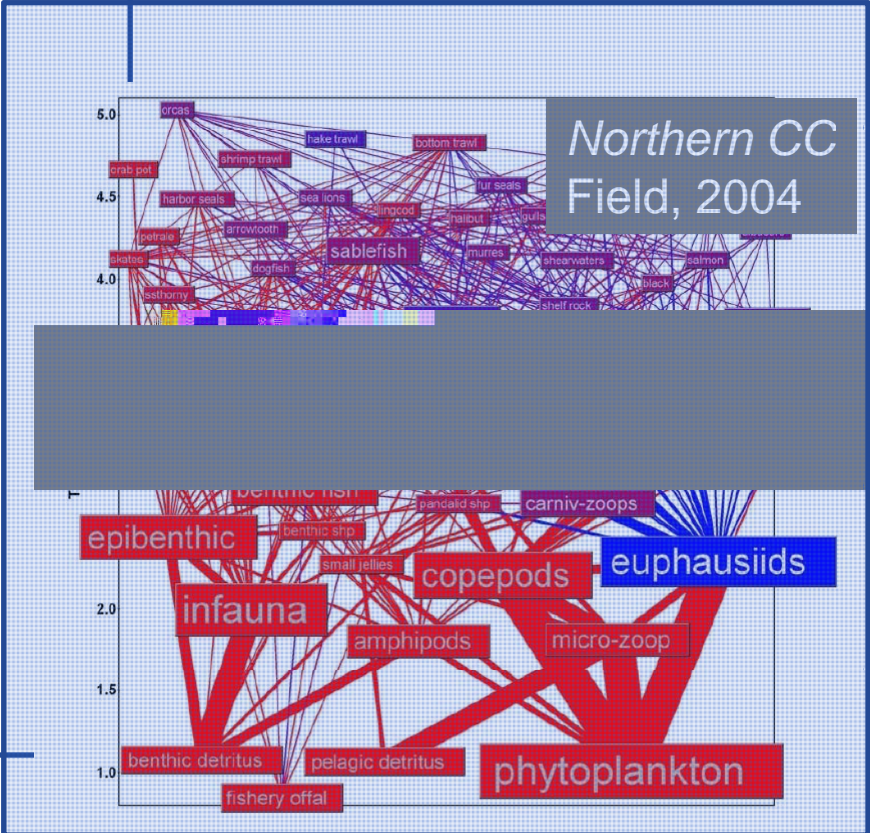 Northern CC
Field, 2004
5.0
orcas
hake trawl
bottom trawl
shrimp trawl
crab pot
fur seals
4.5
harbor seals
sea lions
lingcod
halibut
gulls
petrale
arrowtooth
sablefish
murres
skates
dogfish
shearwaters
salmon
4.0
black
ssthorny
shelf rock
benthic fish
pandalid shp
carniv-zoops
epibenthic
benthic shp
small jellies
copepods
euphausiids
2.0
infauna
amphipods
micro-zoop
1.5
benthic detritus
pelagic detritus
phytoplankton
1.0
fishery offal